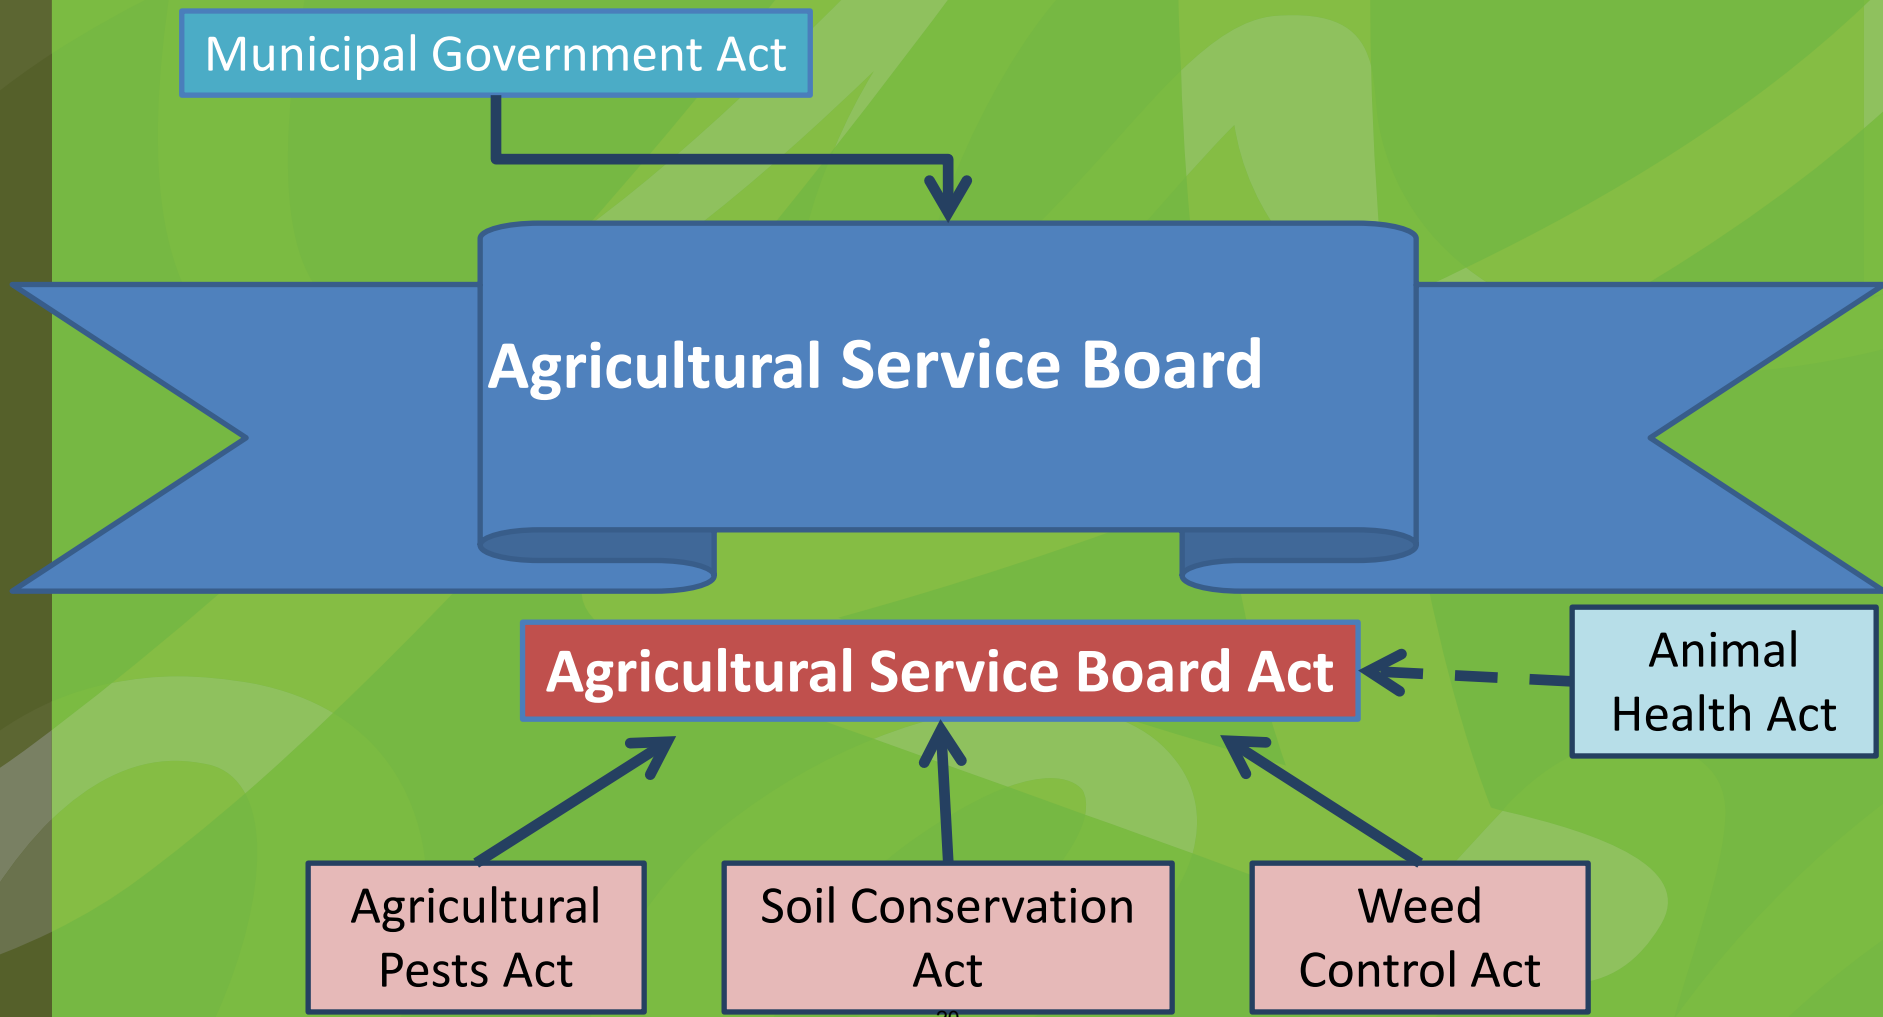 Municipal Government Act
Agricultural Service Board
Agricultural Service Board Act
Animal
Health Act
Agricultural
Pests Act
Soil Conservation
Act
Weed
Control Act